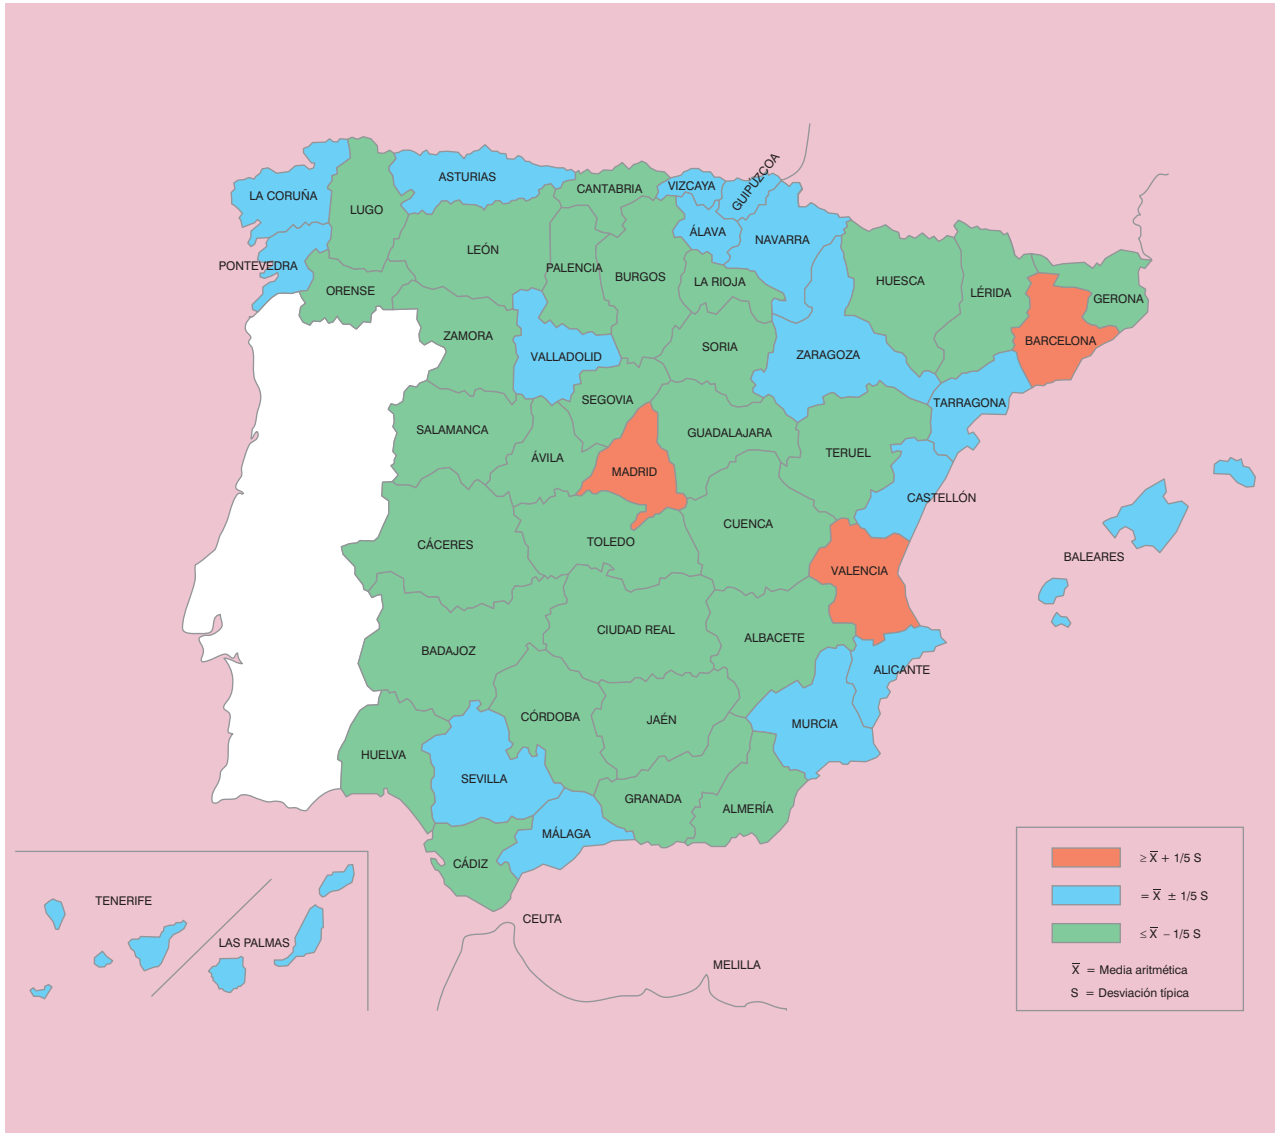 ASTURIAS
CANTABRIA
VIZCAYA
GUIPÚZCOA
LA CORUÑA
LUGO
ÁLAVA
NAVARRA
LEÓN
PONTEVEDRA
PALENCIA
BURGOS
LA RIOJA
HUESCA
LÉRIDA
GERONA
ORENSE
ZAMORA
VALLADOLID
SORIA
ZARAGOZA
BARCELONA
SEGOVIA
TARRAGONA
SALAMANCA
ÁVILA
MADRID
GUADALAJARA
TERUEL
CASTELLÓN
CÁCERES
TOLEDO
CUENCA
VALENCIA
BALEARES
BADAJOZ
CIUDAD REAL
ALBACETE
ALICANTE
CÓRDOBA
JAÉN
MURCIA
HUELVA
SEVILLA
GRANADA
ALMERÍA
MÁLAGA
CÁDIZ
TENERIFE
LAS PALMAS
CEUTA
MELILLA
≥ X̅ + 1/5 S
= X̅ ± 1/5 S
≤ X̅ − 1/5 S
X̅ = Media aritmética
S = Desviación típica